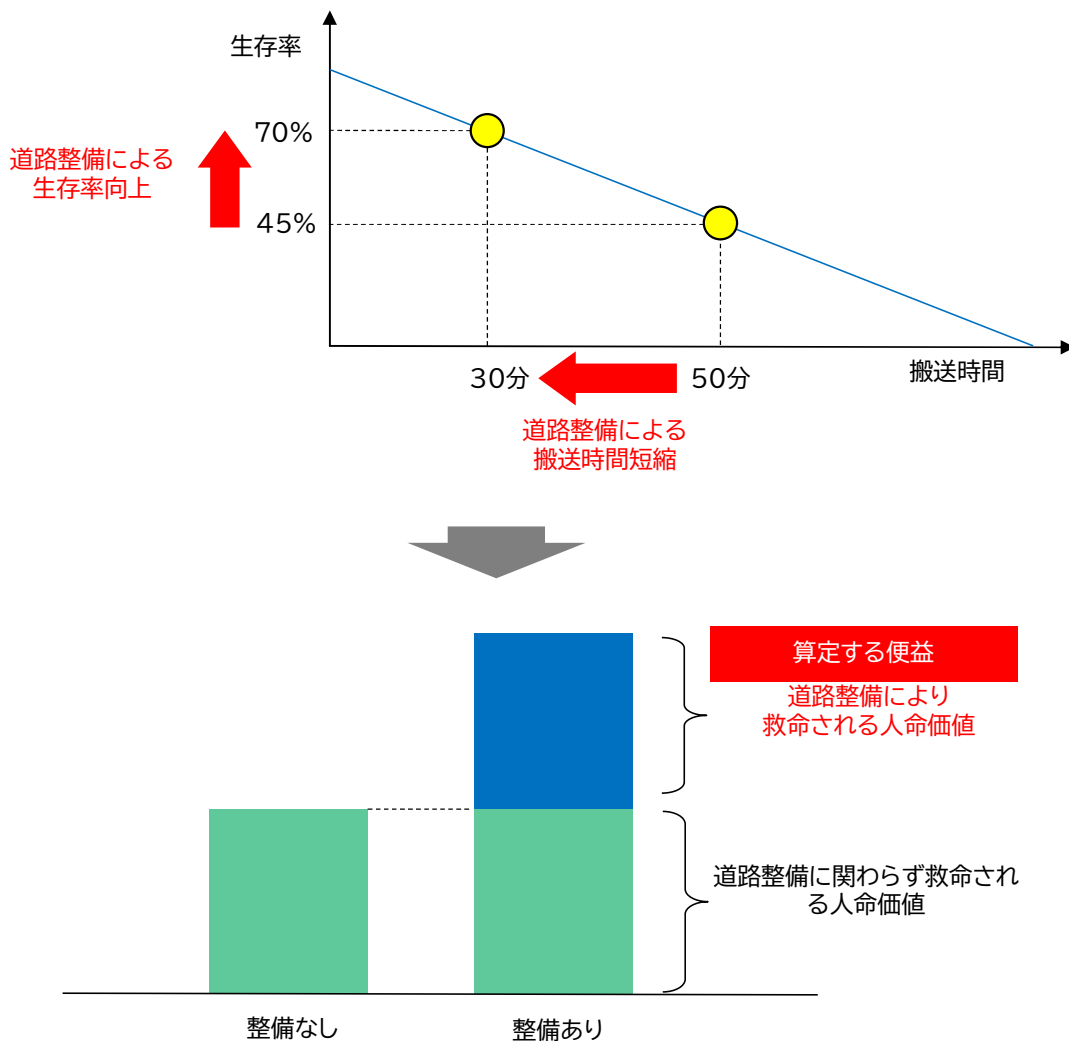 生存率
70%
道路整備による
生存率向上
45%
30分
50分
搬送時間
道路整備による
搬送時間短縮
算定する便益
道路整備により
救命される人命価値
道路整備に関わらず救命され
る人命価値
整備なし
整備あり